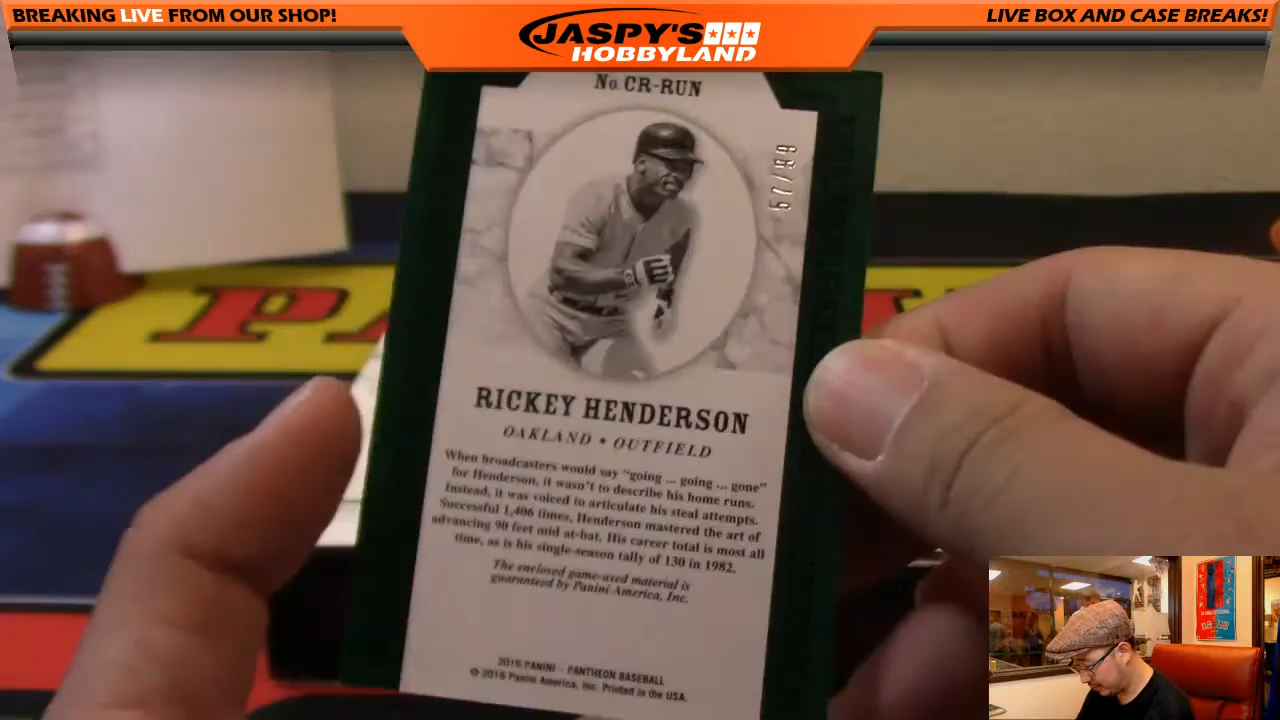 BREAKING LIVE FROM OUR SHOP!
JASPY'S
HOBBYLAND
LIVE BOX AND CASE BREAKS!
No. CR-RUN
57/99
RICKEY HENDERSON
OAKLAND • OUTFIELD
When broadcasters would say "going ... going ... gone"
for Henderson, it wasn't to describe his home runs.
Instead, it was voiced to articulate his steal attempts.
Successful 1,406 times, Henderson mastered the art of
advancing 90 feet mid at-bat. His career total is most all
time, as is his single-season tally of 130 in 1982.
The enclosed game-used material is
guaranteed by Panini America, Inc.
2016 PANINI - PANTHEON BASEBALL
© 2016 Panini America, Inc. Printed in the USA.